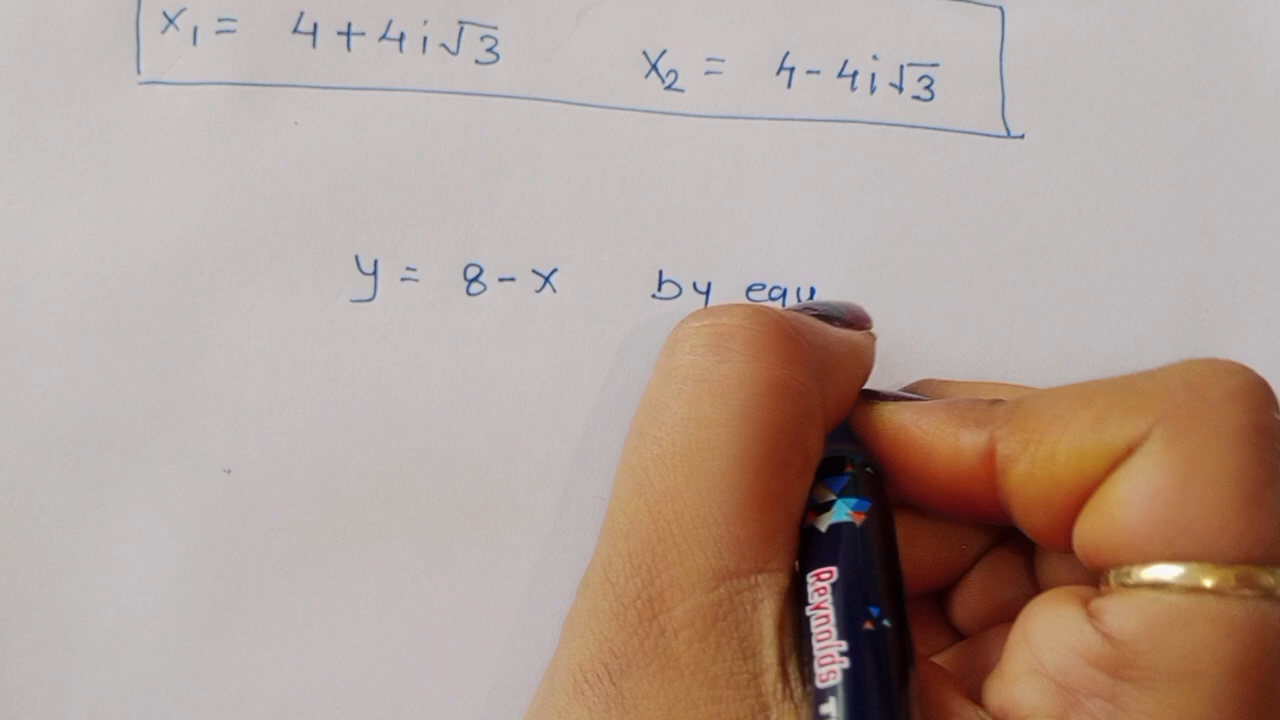 x₁ = 4+4i√3
x₂ = 4-4i√3
y = 8-x by equ
Reynolds